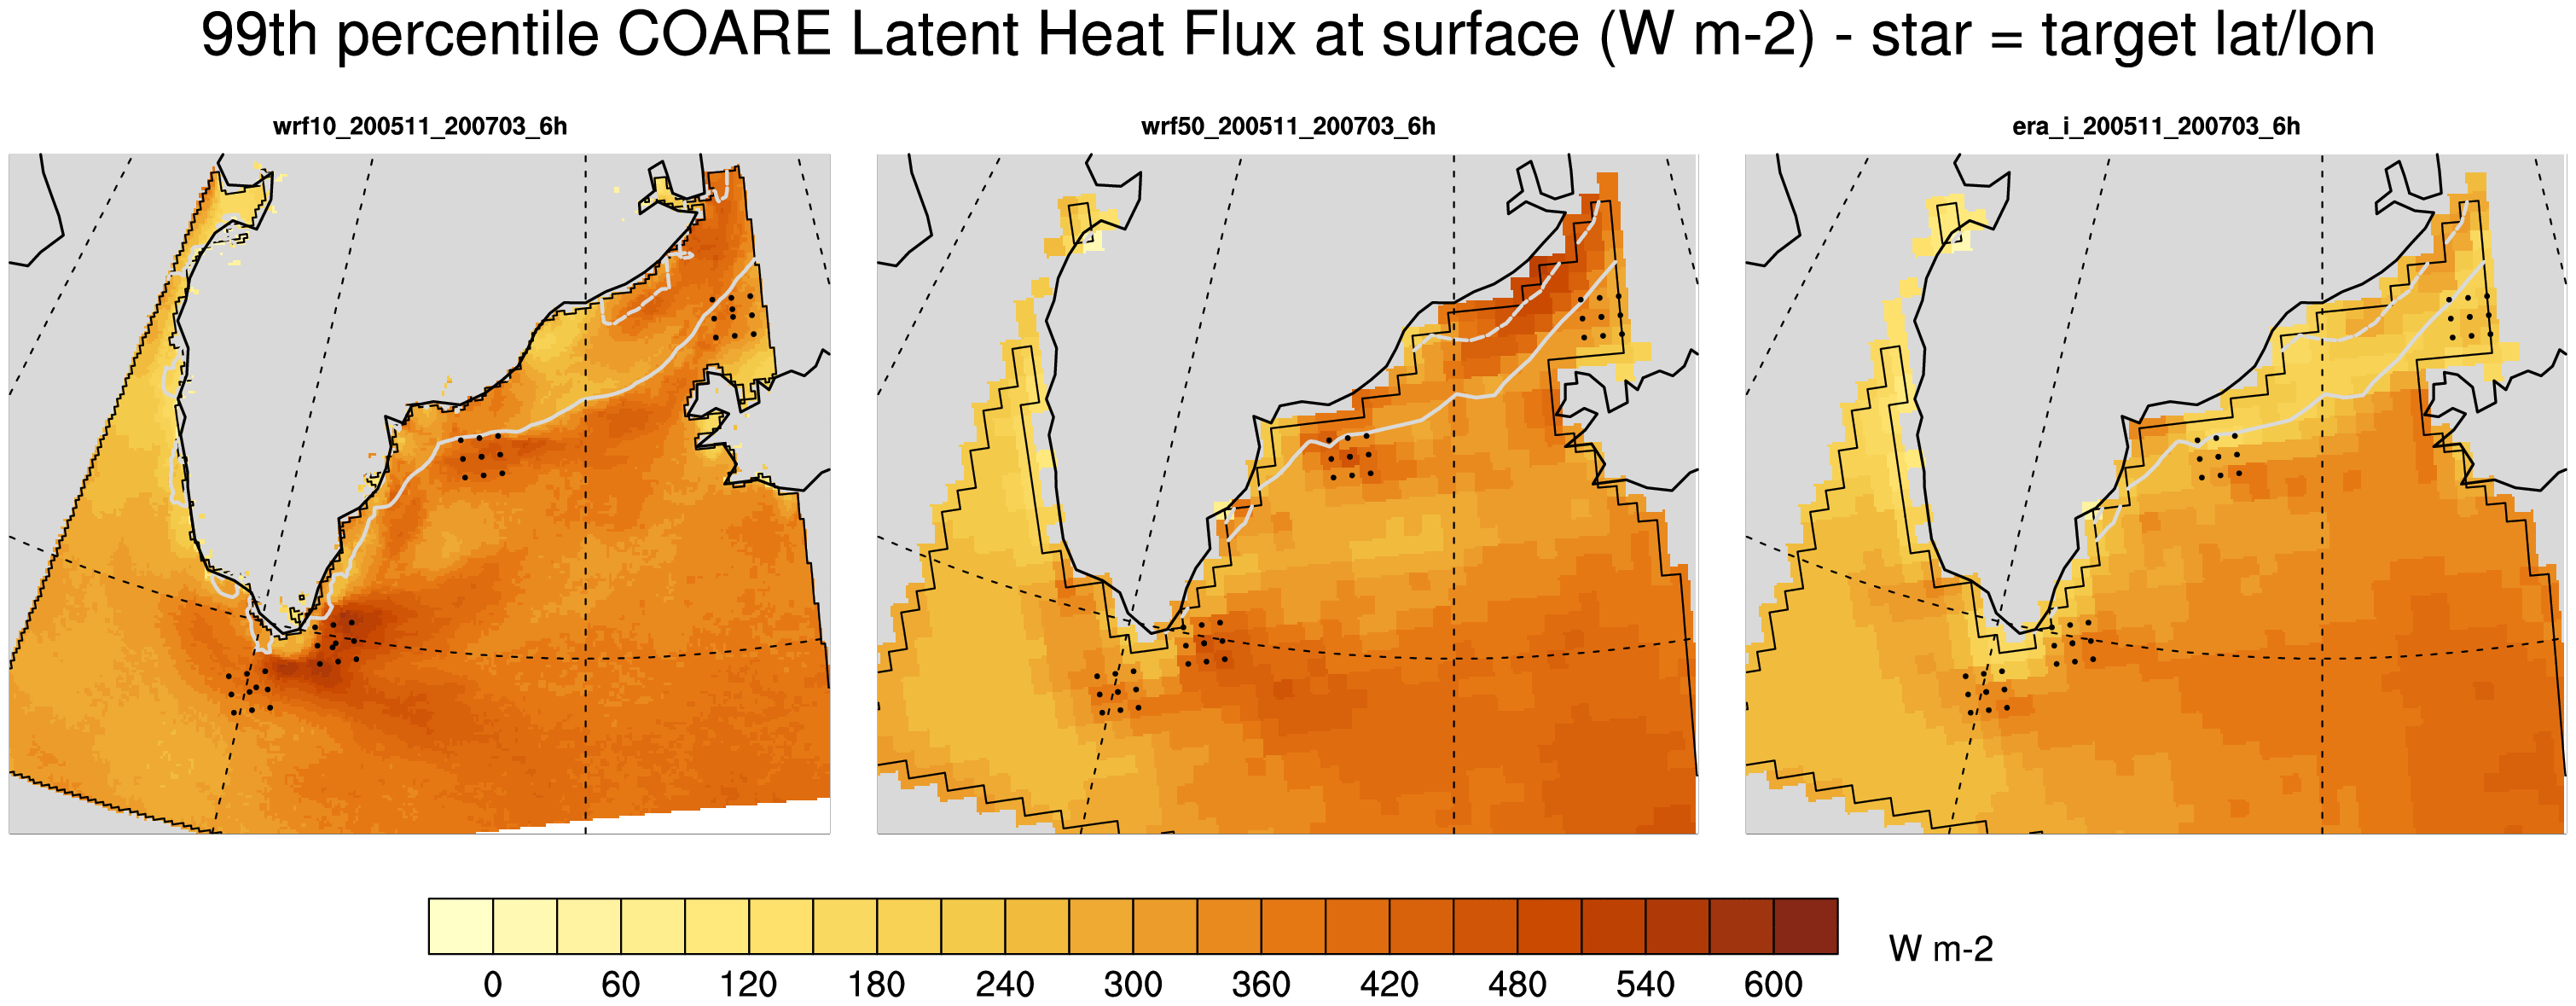 99th percentile COARE Latent Heat Flux at surface (W m-2) - star = target lat/lon
wrf10_200511_200703_6h
wrf50_200511_200703_6h
era_i_200511_200703_6h
W m-2
0 60 120 180 240 300 360 420 480 540 600